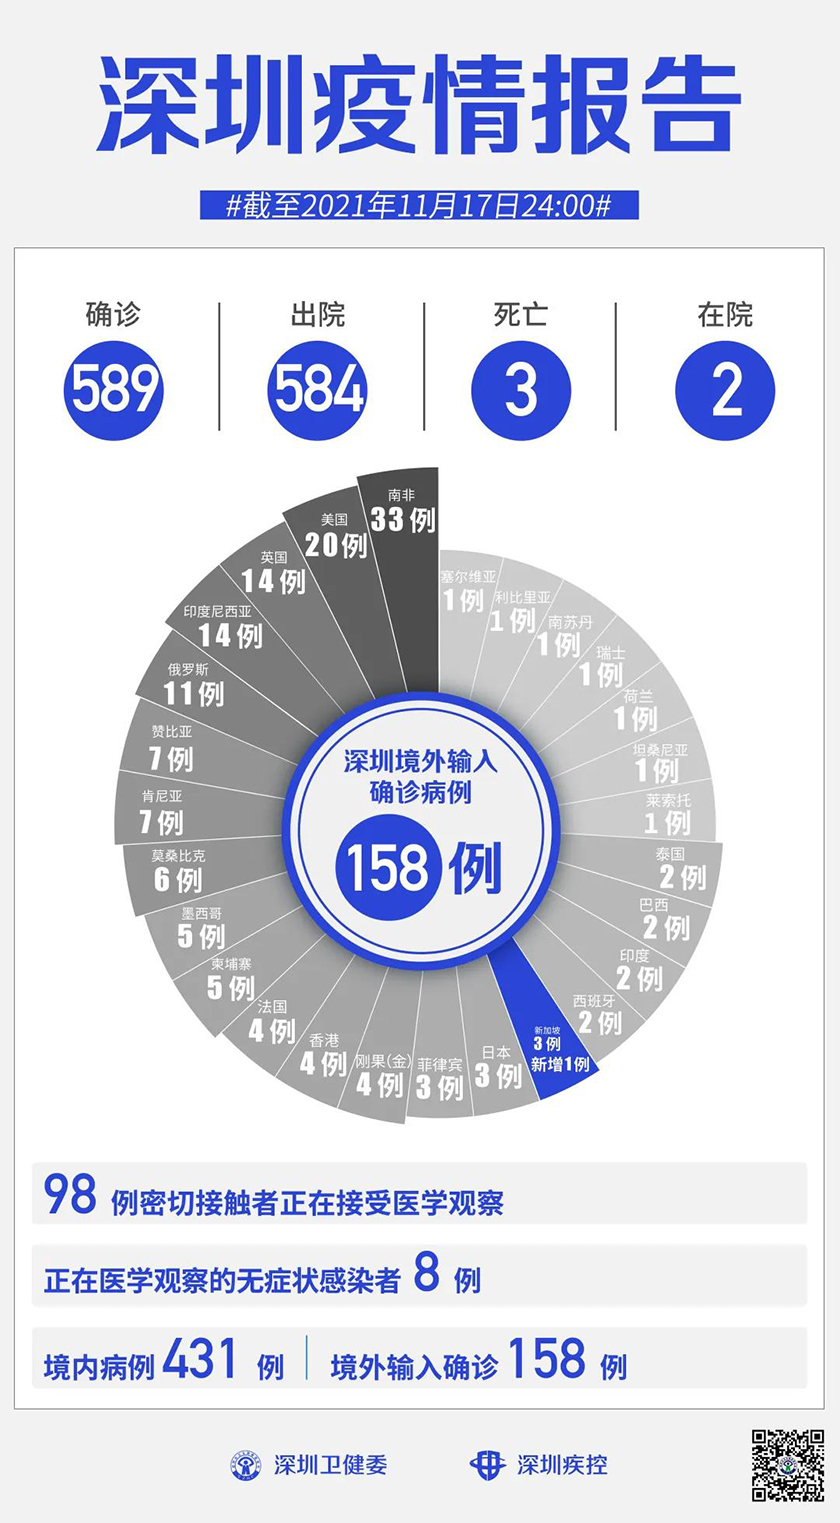 深圳疫情报告
#截至2021年11月17日24:00#
确诊
589
出院
584
死亡
3
在院
2
南非
33例
美国
20例
英国
14例
印度尼西亚
14例
俄罗斯
11例
赞比亚
7例
肯尼亚
7例
莫桑比克
6例
墨西哥
5例
柬埔寨
5例
法国
4例
香港
4例
刚果(金)
4例
菲律宾
3例
日本
3例
新加坡
3例
新增1例
西班牙
2例
印度
2例
巴西
2例
泰国
2例
莱索托
1例
坦桑尼亚
1例
荷兰
1例
瑞士
1例
南苏丹
1例
利比里亚
1例
塞尔维亚
1例
深圳境外输入
确诊病例
158例
98例密切接触者正在接受医学观察
正在医学观察的无症状感染者8例
境内病例431例
境外输入确诊158例
深圳卫健委
深圳疾控